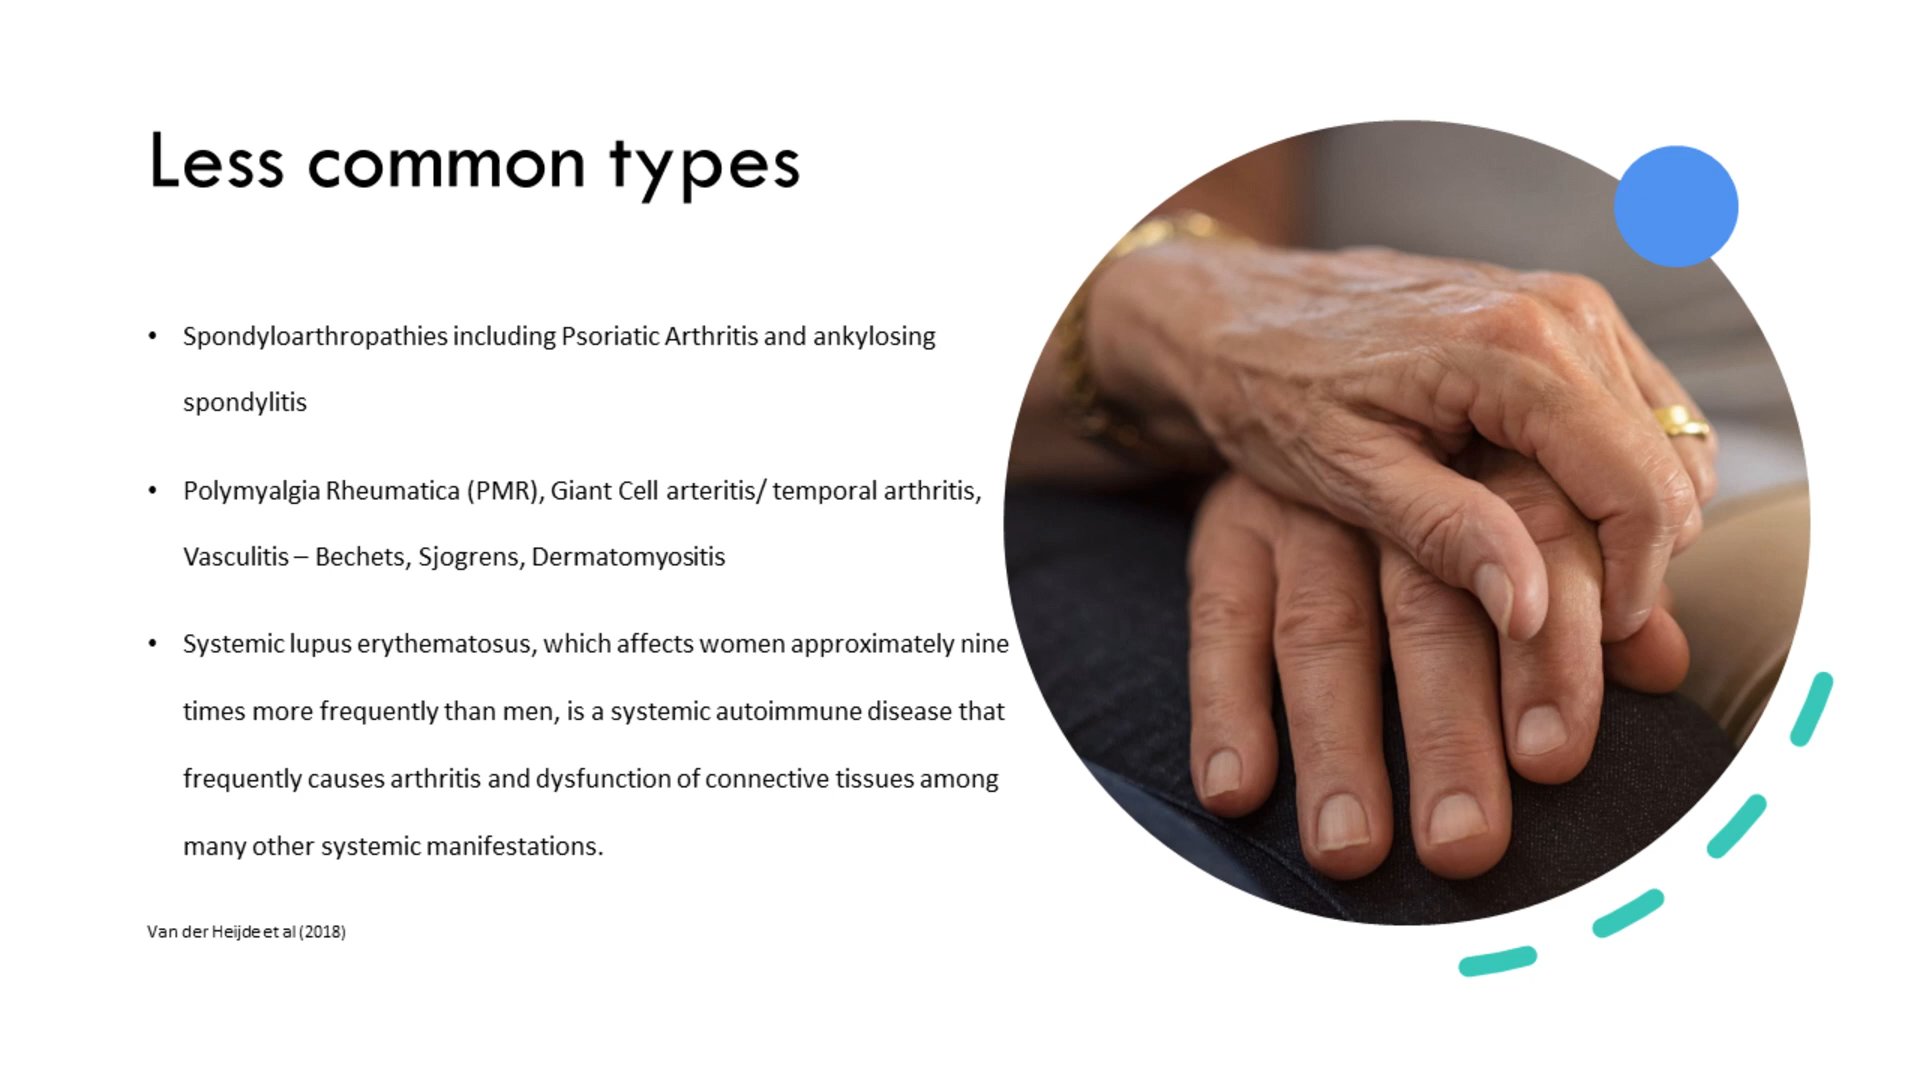 Less common types
• Spondyloarthropathies including Psoriatic Arthritis and ankylosing
spondylitis
• Polymyalgia Rheumatica (PMR), Giant Cell arteritis/ temporal arthritis,
Vasculitis – Bechets, Sjogrens, Dermatomyositis
• Systemic lupus erythematosus, which affects women approximately nine
times more frequently than men, is a systemic autoimmune disease that
frequently causes arthritis and dysfunction of connective tissues among
many other systemic manifestations.
Van der Heijde et al (2018)